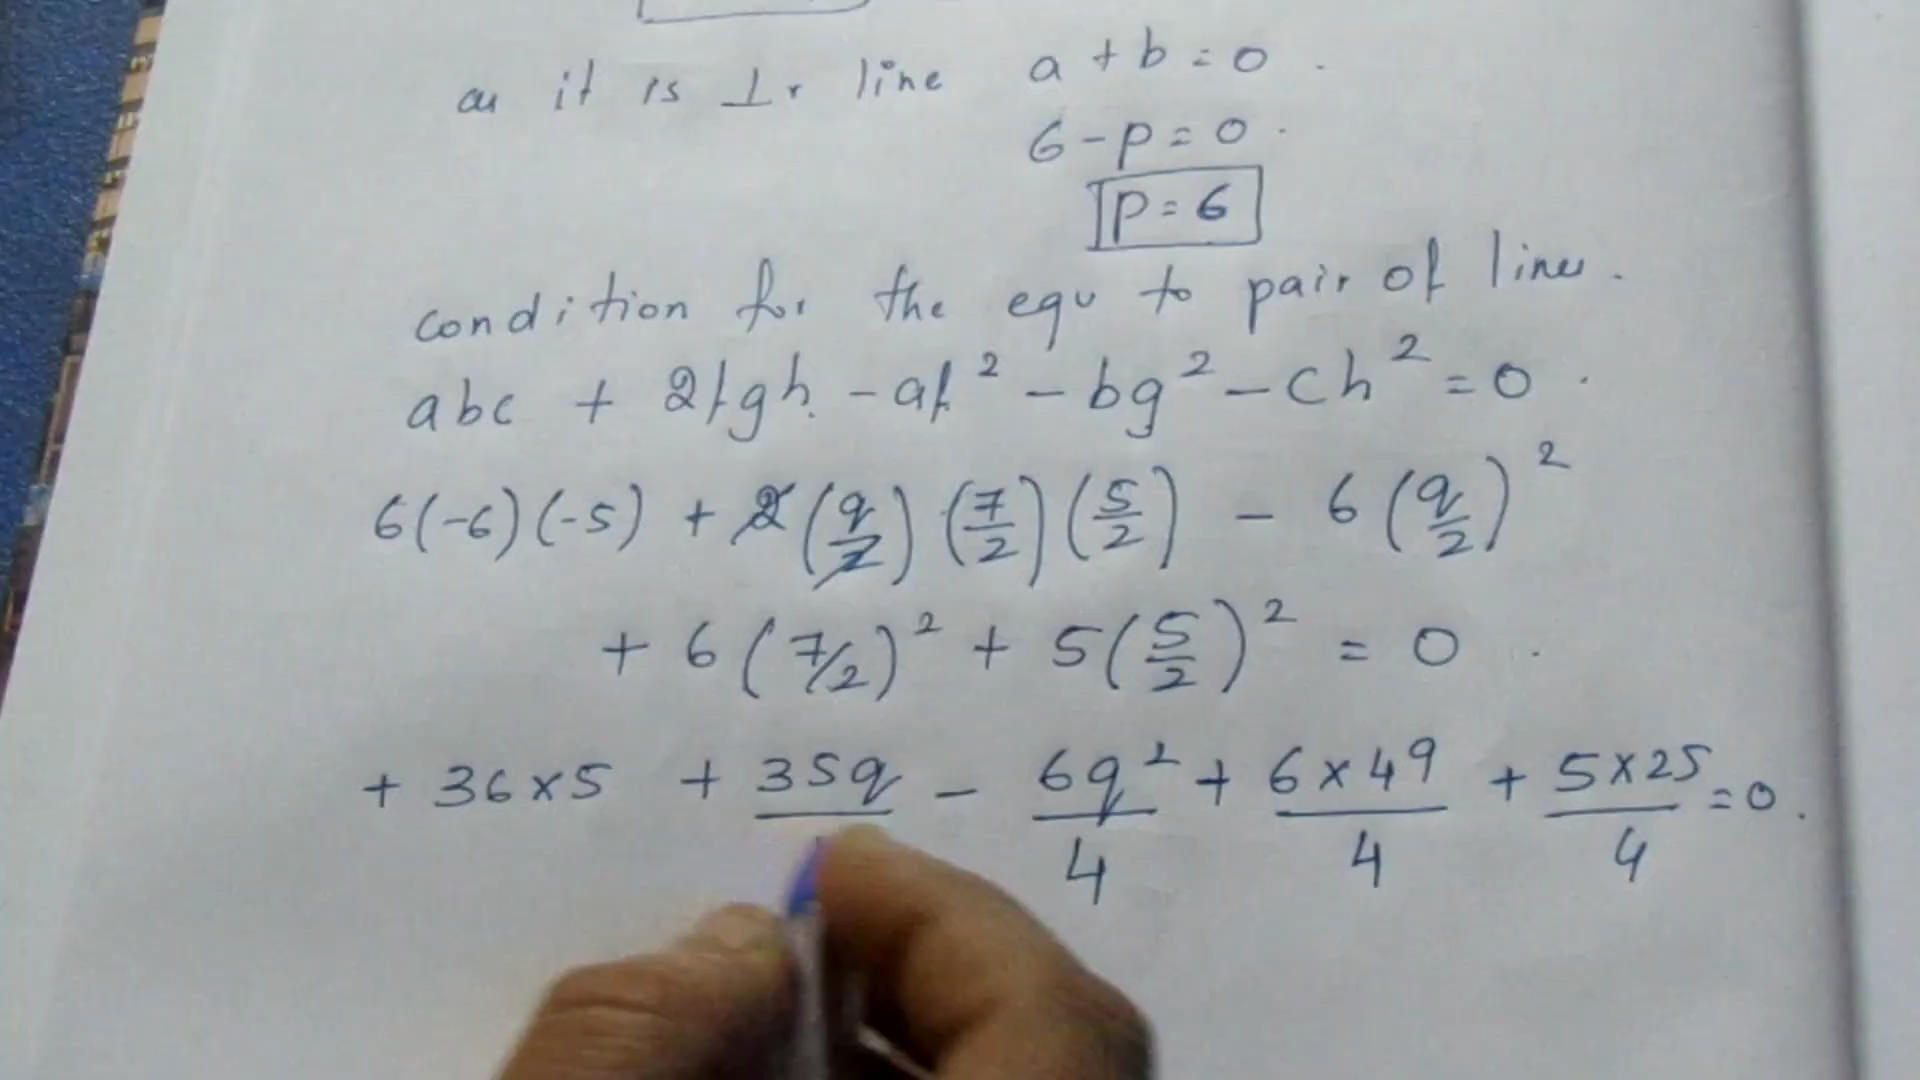 as it is ⊥r line a + b = 0 .
6 - p = 0 .
p = 6
condition for the equ to pair of lines .
abc + 2fgh. - af² - bg² - ch² = 0 .
6(-6)(-5) + 2(q/2)(7/2)(5/2) - 6(q/2)²
+ 6(7/2)² + 5(5/2)² = 0 .
+ 36×5 + 35q - 6q²/4 + 6×49/4 + 5×25/4 = 0 .